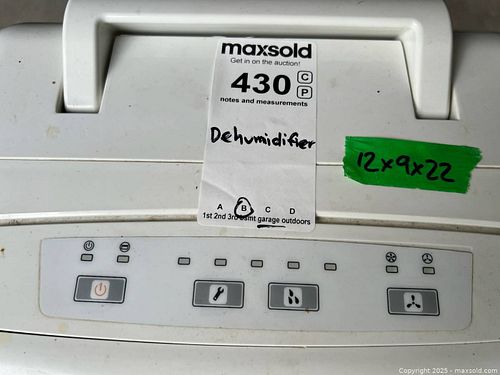 maxsold
Get in on the auction!
430 C
P
notes and measurements
Dehumidifier
12x9x22
A B C D
1st 2nd 3rd bsmt garage outdoors
Copyright 2025 - maxsold.com